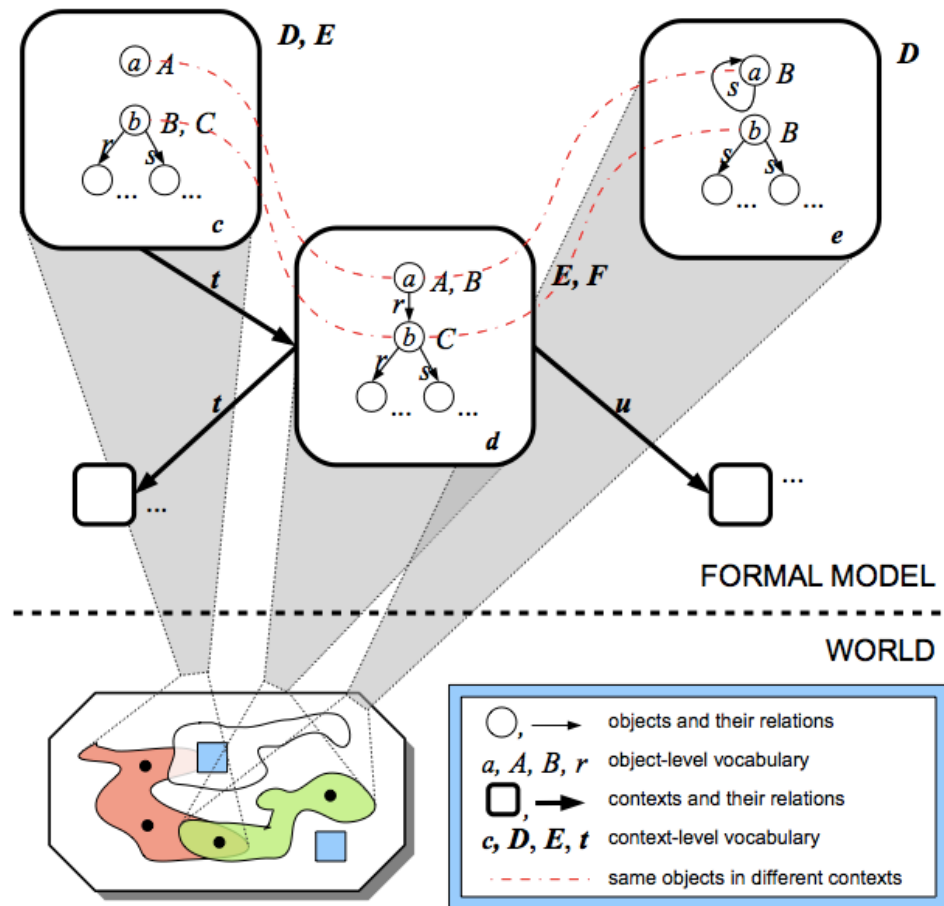 D, E
a A
b B, C
r s
... ...
c
D
a B
s
b B
s s
... ...
e
t
a A, B
r
b C
r s
... ...
d
E, F
t
u
...
...
FORMAL MODEL
WORLD
, objects and their relations
a, A, B, r object-level vocabulary
, contexts and their relations
c, D, E, t context-level vocabulary
same objects in different contexts